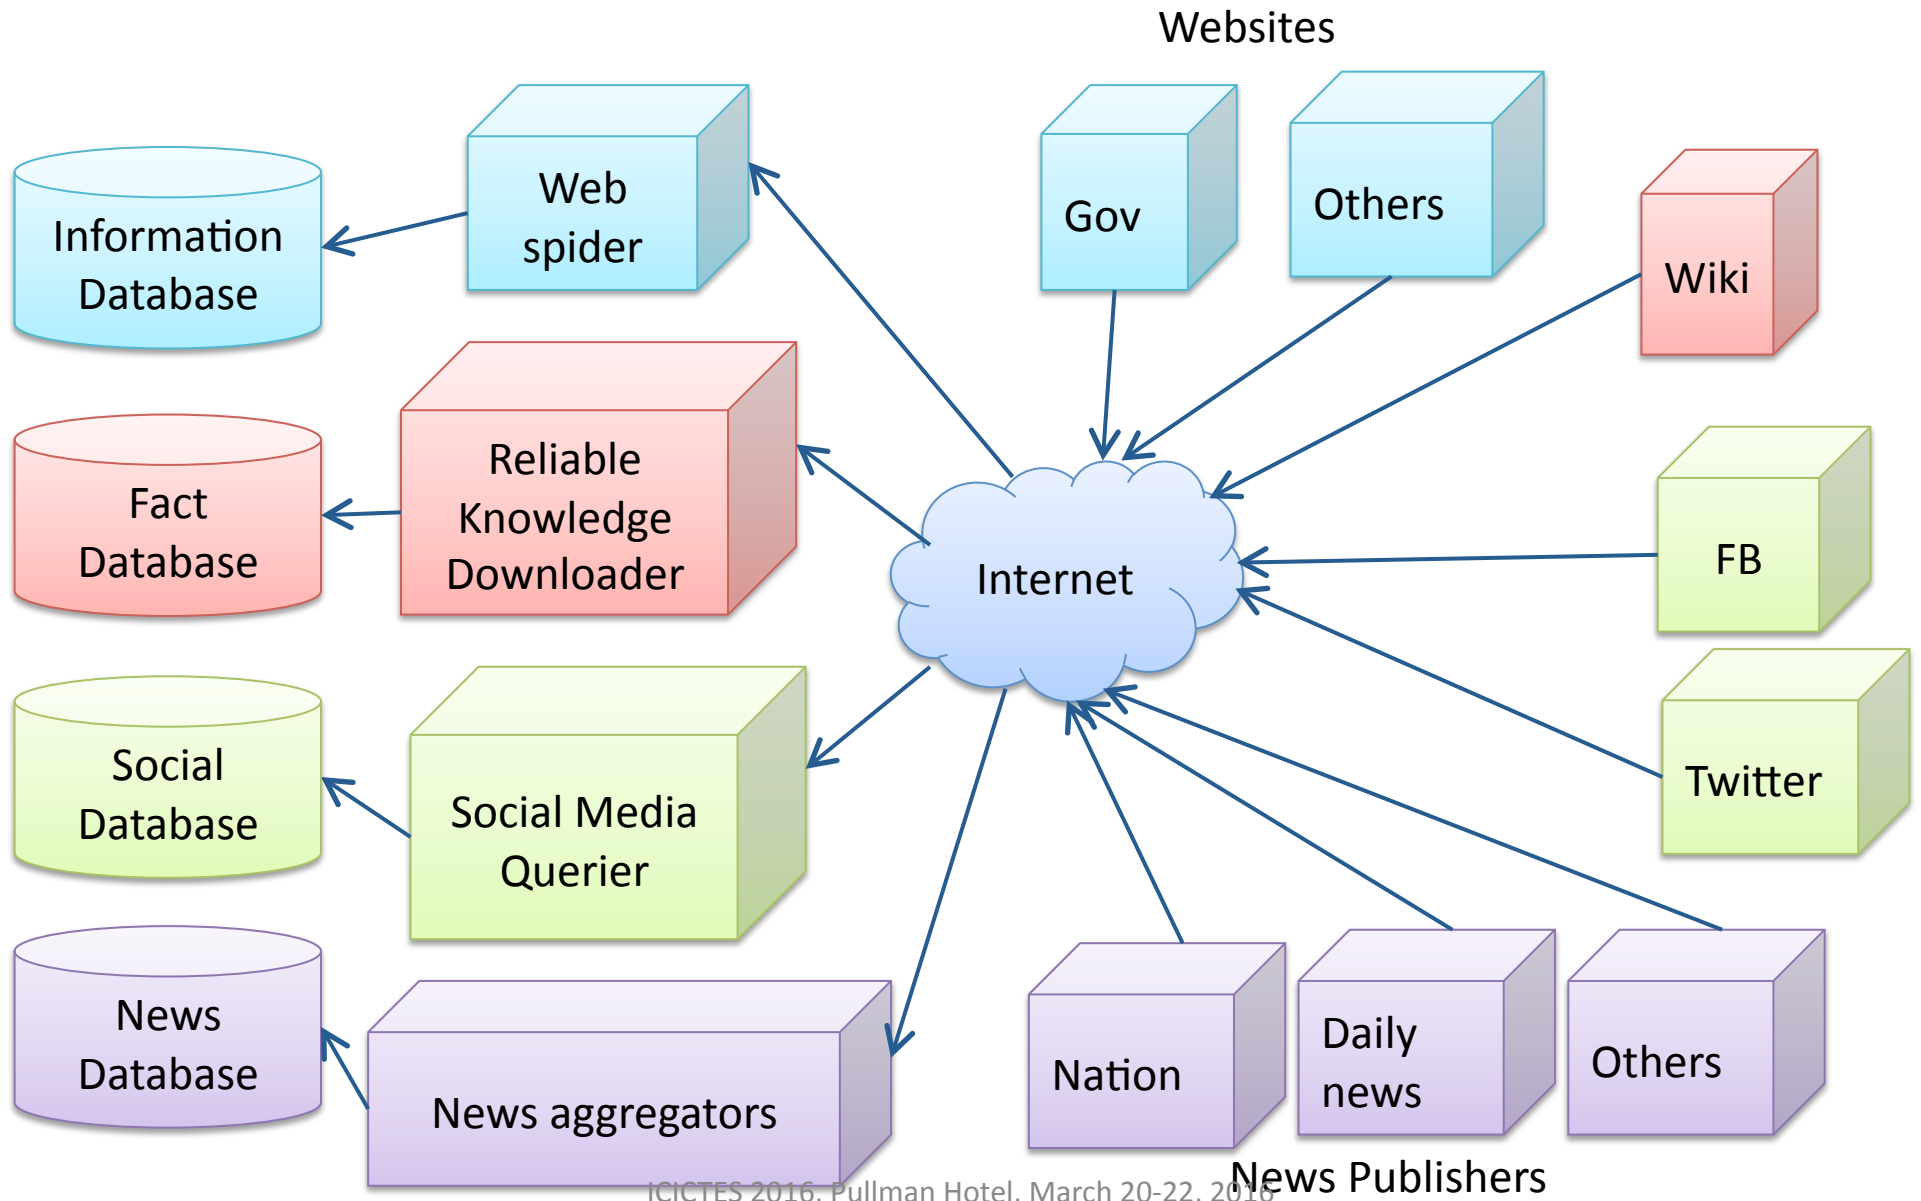 Websites
Web
spider
Gov
Others
Wiki
Information
Database
Reliable
Knowledge
Downloader
Fact
Database
Internet
FB
Twitter
Social
Database
Social Media
Querier
News
Database
News aggregators
Nation
Daily
news
Others
News Publishers
ICICTES 2016, Pullman Hotel, March 20-22, 2016